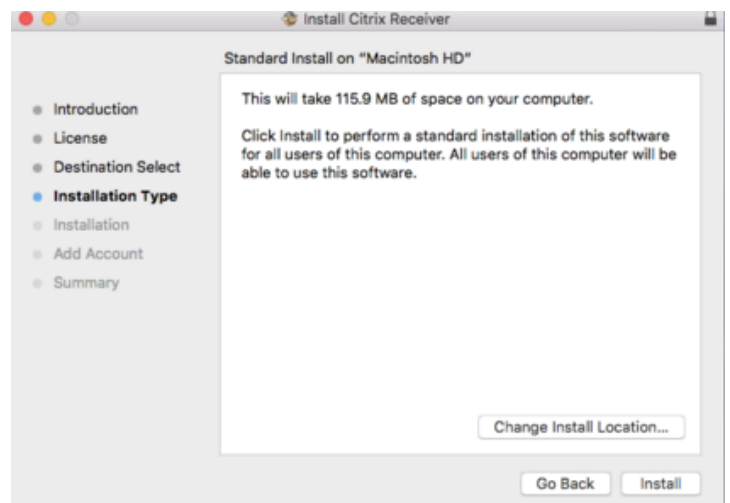 Install Citrix Receiver
Standard Install on “Macintosh HD”
Introduction
License
Destination Select
Installation Type
Installation
Add Account
Summary
This will take 115.9 MB of space on your computer.
Click Install to perform a standard installation of this software
for all users of this computer. All users of this computer will be
able to use this software.
Change Install Location...
Go Back
Install